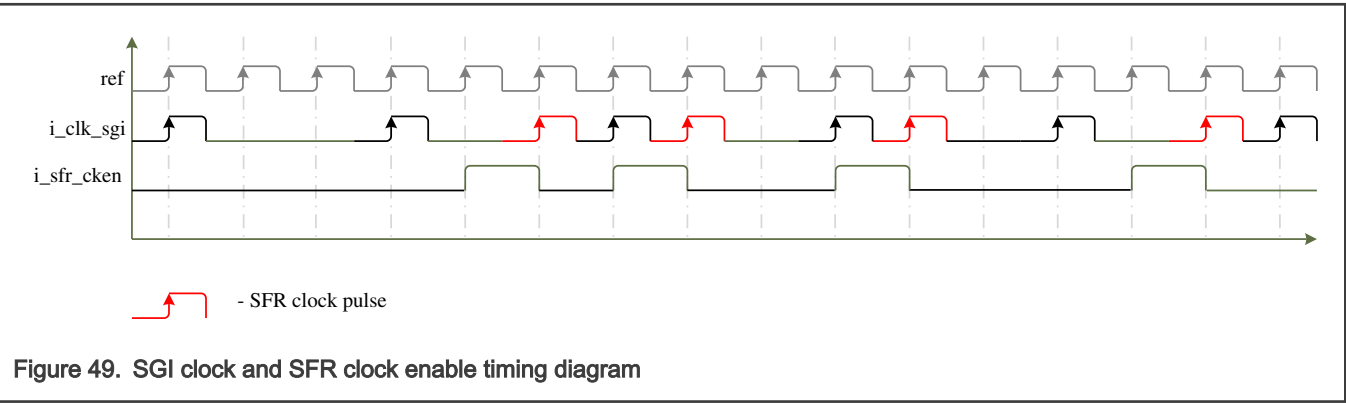 ref
i_clk_sgi
i_sfr_cken
- SFR clock pulse
Figure 49. SGI clock and SFR clock enable timing diagram